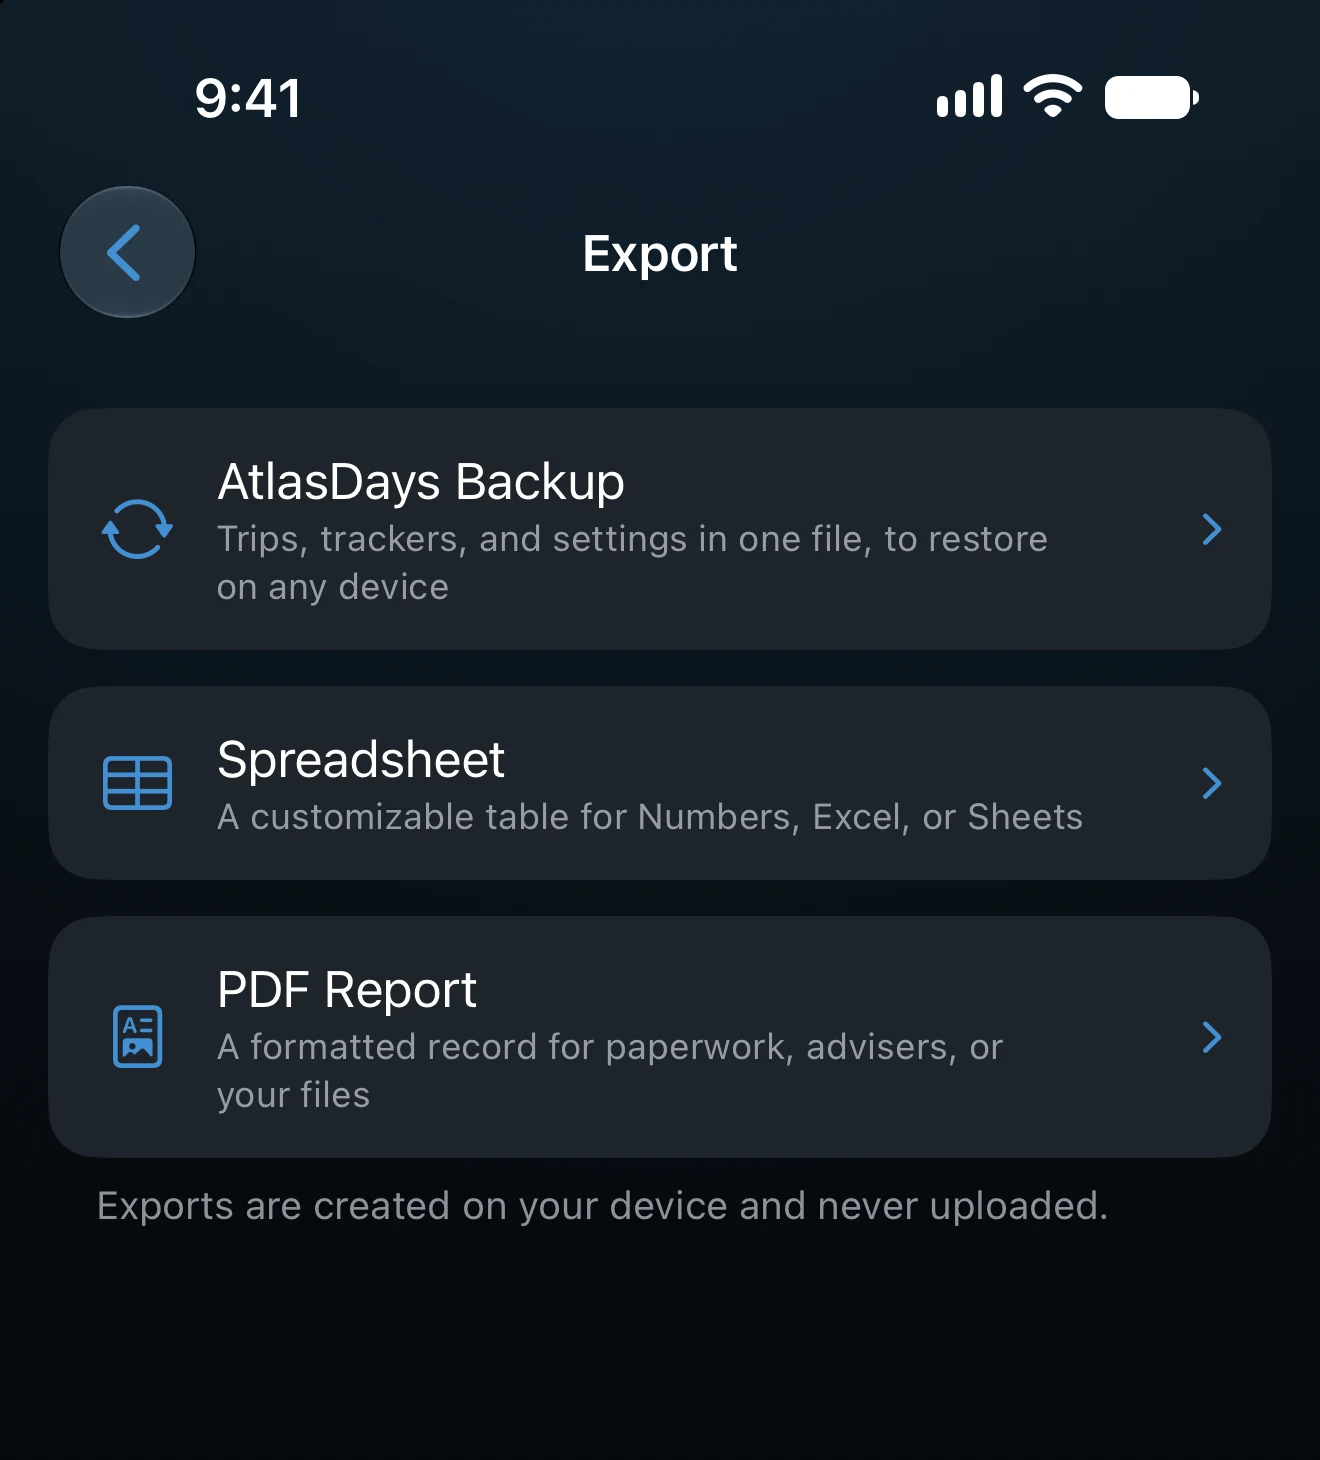 9:41
Export
AtlasDays Backup
Trips, trackers, and settings in one file, to restore
on any device
Spreadsheet
A customizable table for Numbers, Excel, or Sheets
PDF Report
A formatted record for paperwork, advisers, or
your files
Exports are created on your device and never uploaded.